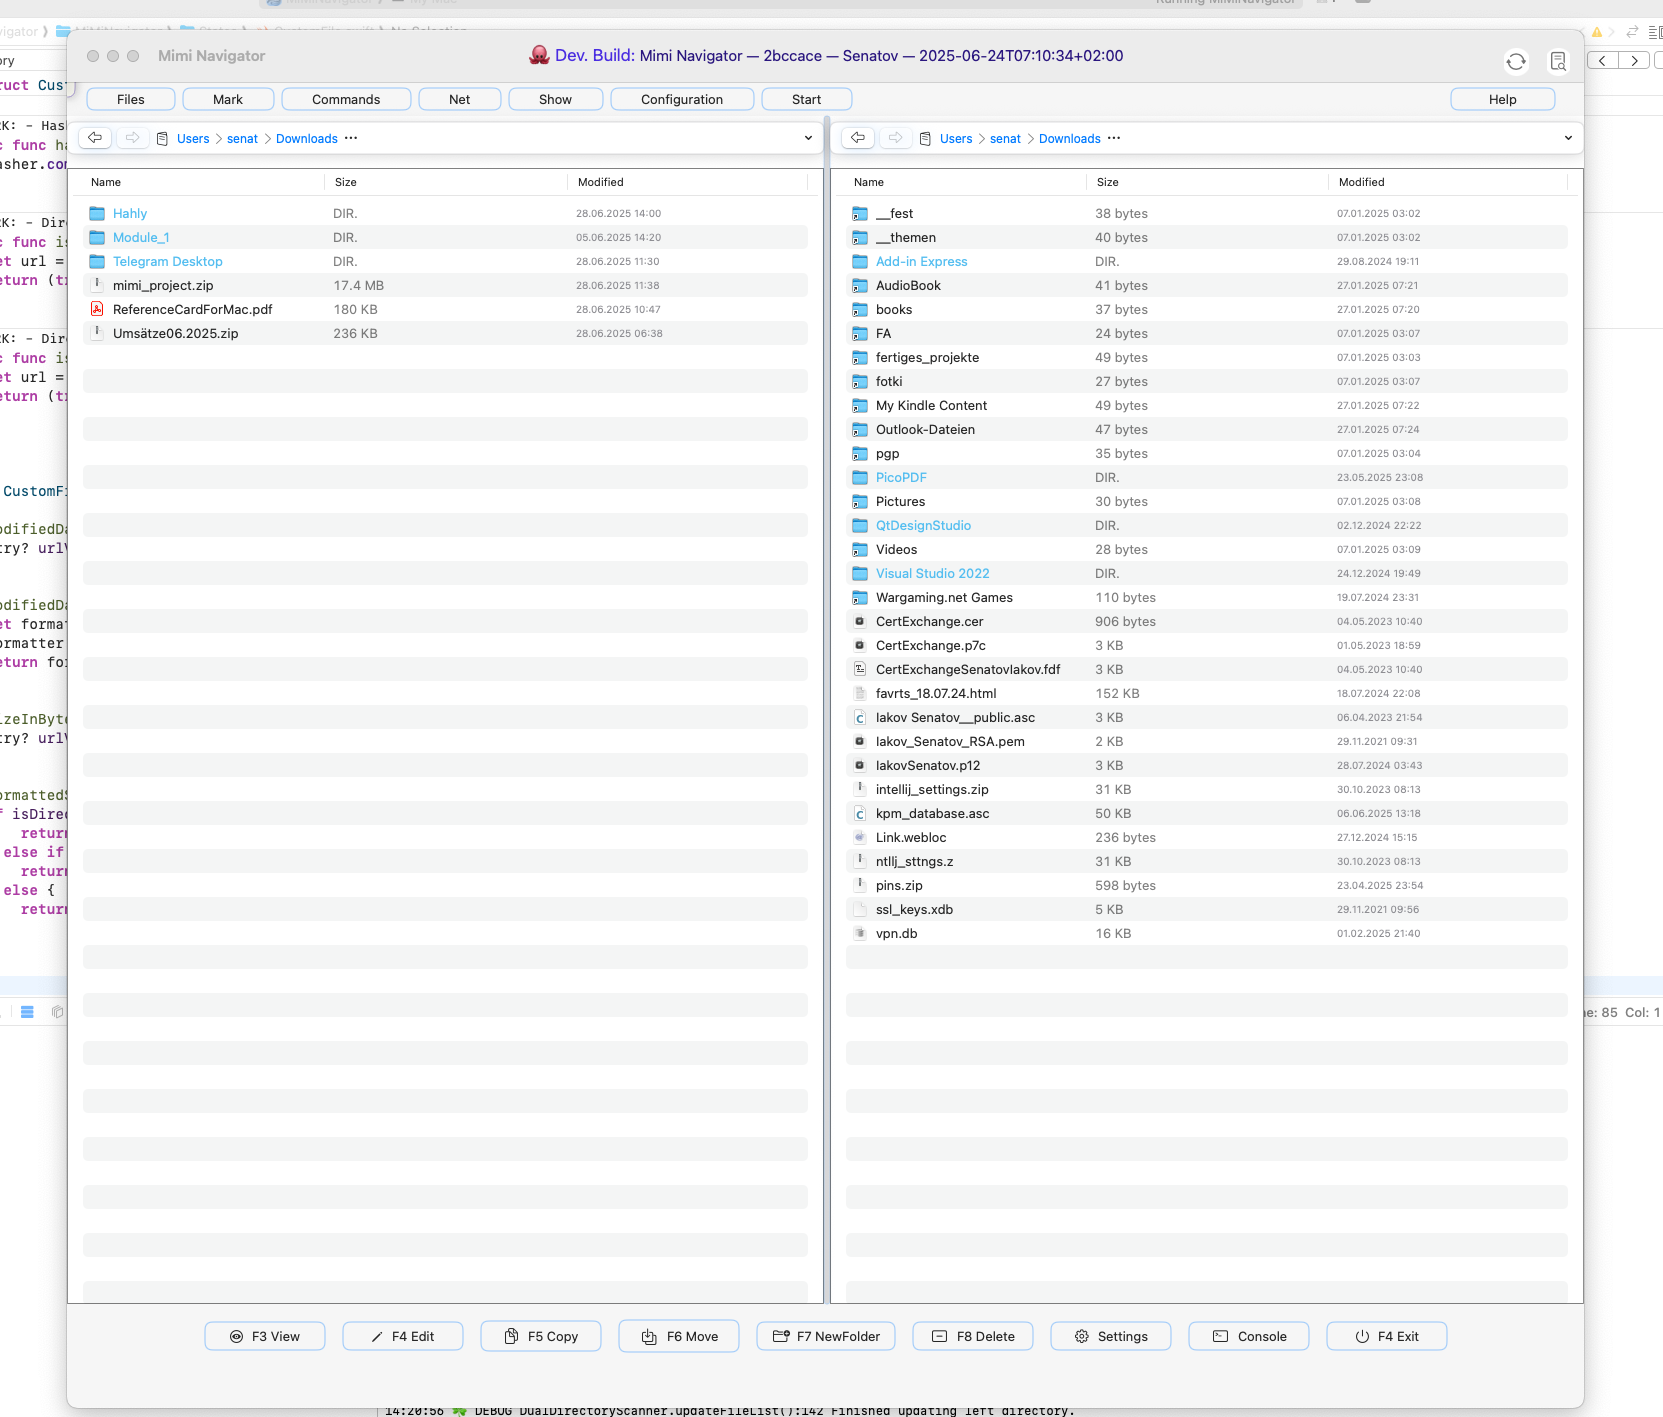 Mimi Navigator
Dev. Build: Mimi Navigator — 2bccace — Senatov — 2025-06-24T07:10:34+02:00
Files Mark Commands Net Show Configuration Start Help
Users senat Downloads ···
Name Size Modified
Hahly DIR. 28.06.2025 14:00
Module_1 DIR. 05.06.2025 14:20
Telegram Desktop DIR. 28.06.2025 11:30
mimi_project.zip 17.4 MB 28.06.2025 11:38
ReferenceCardForMac.pdf 180 KB 28.06.2025 10:47
Umsätze06.2025.zip 236 KB 28.06.2025 06:38
Users senat Downloads ···
Name Size Modified
__fest 38 bytes 07.01.2025 03:02
__themen 40 bytes 07.01.2025 03:02
Add-in Express DIR. 29.08.2024 19:11
AudioBook 41 bytes 27.01.2025 07:21
books 37 bytes 27.01.2025 07:20
FA 24 bytes 07.01.2025 03:07
fertiges_projekte 49 bytes 07.01.2025 03:03
fotki 27 bytes 07.01.2025 03:07
My Kindle Content 49 bytes 27.01.2025 07:22
Outlook-Dateien 47 bytes 27.01.2025 07:24
pgp 35 bytes 07.01.2025 03:04
PicoPDF DIR. 23.05.2025 23:08
Pictures 30 bytes 07.01.2025 03:08
QtDesignStudio DIR. 02.12.2024 22:22
Videos 28 bytes 07.01.2025 03:09
Visual Studio 2022 DIR. 24.12.2024 19:49
Wargaming.net Games 110 bytes 19.07.2024 23:31
CertExchange.cer 906 bytes 04.05.2023 10:40
CertExchange.p7c 3 KB 01.05.2023 18:59
CertExchangeSenatovIakov.fdf 3 KB 04.05.2023 10:40
favrts_18.07.24.html 152 KB 18.07.2024 22:08
Iakov Senatov__public.asc 3 KB 06.04.2023 21:54
Iakov_Senatov_RSA.pem 2 KB 29.11.2021 09:31
IakovSenatov.p12 3 KB 28.07.2024 03:43
intellij_settings.zip 31 KB 30.10.2023 08:13
kpm_database.asc 50 KB 06.06.2025 13:18
Link.webloc 236 bytes 27.12.2024 15:15
ntllj_sttngs.z 31 KB 30.10.2023 08:13
pins.zip 598 bytes 23.04.2025 23:54
ssl_keys.xdb 5 KB 29.11.2021 09:56
vpn.db 16 KB 01.02.2025 21:40
F3 View F4 Edit F5 Copy F6 Move F7 NewFolder F8 Delete Settings Console F4 Exit
Col: 1
14:20:56 DEBUG DualDirectoryScanner.updateFileList():142 Finished updating left directory.